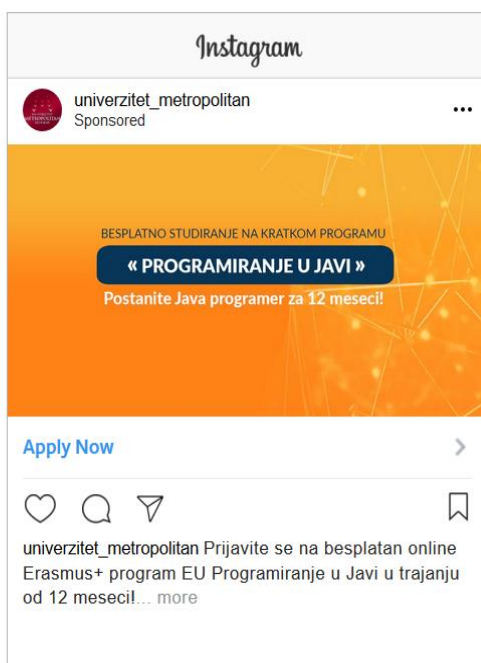 Instagram
univerzitet_metropolitan
Sponsored
METROPOLITAN
BESPLATNO STUDIRANJE NA KRATKOM PROGRAMU
« PROGRAMIRANJE U JAVI »
Postanite Java programer za 12 meseci!
Apply Now
univerzitet_metropolitan Prijavite se na besplatan online
Erasmus+ program EU Programiranje u Javi u trajanju
od 12 meseci!... more